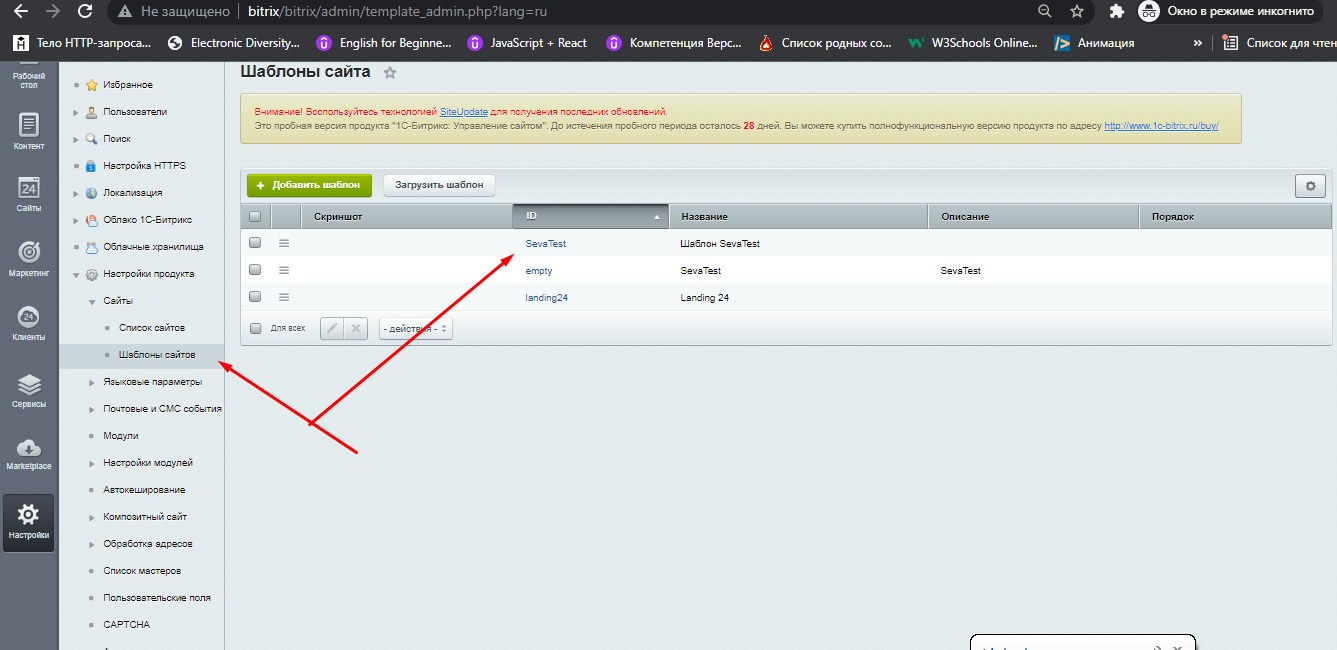 Не защищено bitrix/bitrix/admin/template_admin.php?lang=ru Окно в режиме инкогнито
Тело HTTP-запроса... Electronic Diversity... English for Beginne... JavaScript + React Компетенция Верс... Список родных со... W3Schools Online... Анимация » Список для чтен
Рабочий
стол
Контент
24
Сайты
Маркетинг
24
Клиенты
Сервисы
Marketplace
Настройки
Избранное
Пользователи
Поиск
Настройка HTTPS
Локализация
Облако 1С-Битрикс
Облачные хранилища
Настройки продукта
Сайты
Список сайтов
Шаблоны сайтов
Языковые параметры
Почтовые и СМС события
Модули
Настройки модулей
Автокеширование
Композитный сайт
Обработка адресов
Список мастеров
Пользовательские поля
CAPTCHA
Шаблоны сайта
Внимание! Воспользуйтесь технологией SiteUpdate для получения последних обновлений.
Это пробная версия продукта "1С-Битрикс: Управление сайтом". До истечения пробного периода осталось 28 дней. Вы можете купить полнофункциональную версию продукта по адресу http://www.1c-bitrix.ru/buy/
+ Добавить шаблон Загрузить шаблон
Скриншот ID Название Описание Порядок
SevaTest Шаблон SevaTest
empty SevaTest SevaTest
landing24 Landing 24
Для всех - действия -